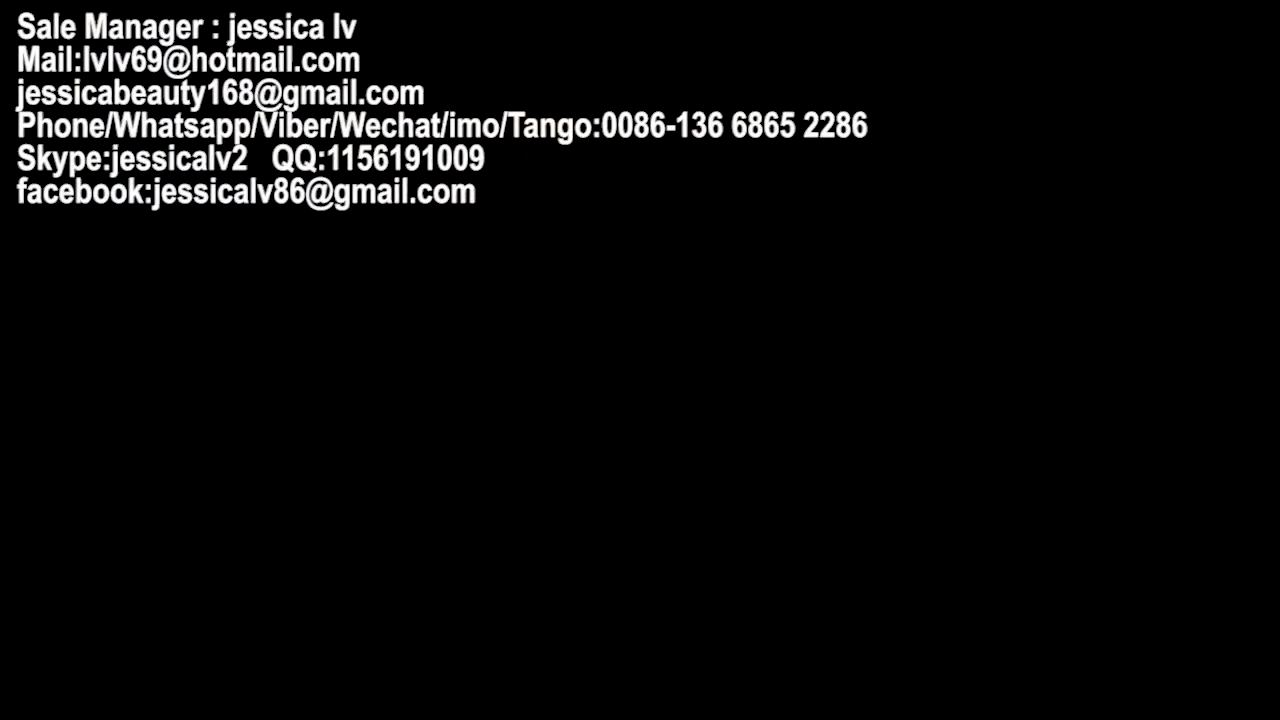 Sale Manager : jessica lv
Mail:lvlv69@hotmail.com
jessicabeauty168@gmail.com
Phone/Whatsapp/Viber/Wechat/imo/Tango:0086-136 6865 2286
Skype:jessicalv2   QQ:1156191009
facebook:jessicalv86@gmail.com